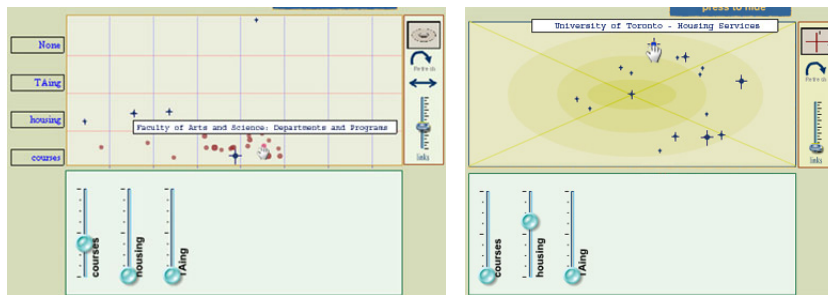 press to hide
University of Toronto - Housing Services
None
TAing
housing
courses
Faculty of Arts and Science: Departments and Programs
links
links
courses
housing
TAing
courses
housing
TAing